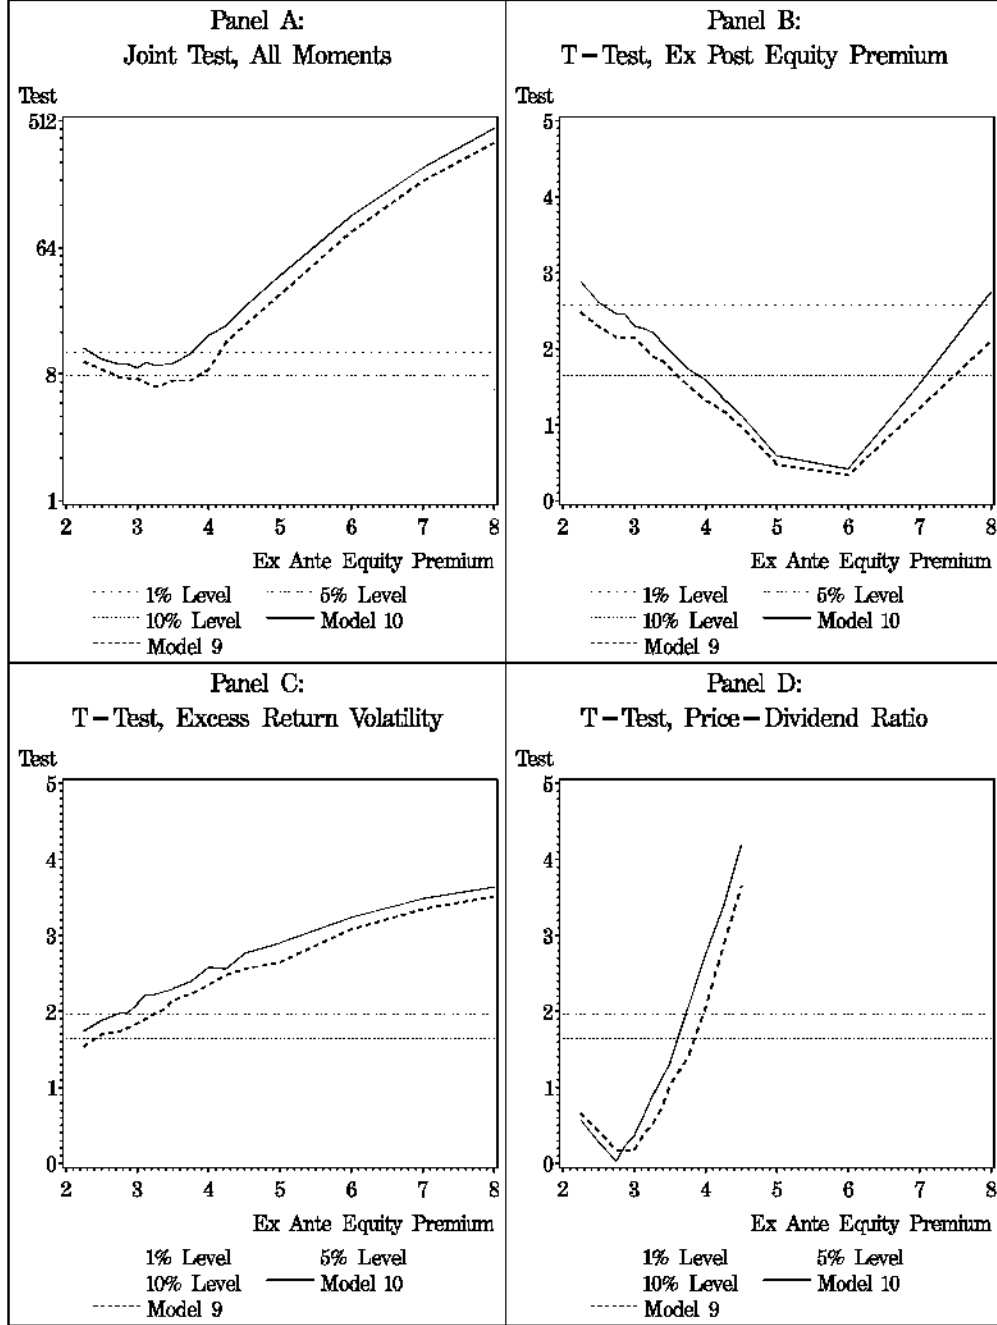 Panel A:
Joint Test, All Moments
Test
512
64
8
1
2 3 4 5 6 7 8
Ex Ante Equity Premium
1% Level 5% Level
10% Level Model 10
Model 9
Panel B:
T-Test, Ex Post Equity Premium
Test
5
4
3
2
1
0
2 3 4 5 6 7 8
Ex Ante Equity Premium
1% Level 5% Level
10% Level Model 10
Model 9
Panel C:
T-Test, Excess Return Volatility
Test
5
4
3
2
1
0
2 3 4 5 6 7 8
Ex Ante Equity Premium
1% Level 5% Level
10% Level Model 10
Model 9
Panel D:
T-Test, Price-Dividend Ratio
Test
5
4
3
2
1
0
2 3 4 5 6 7 8
Ex Ante Equity Premium
1% Level 5% Level
10% Level Model 10
Model 9